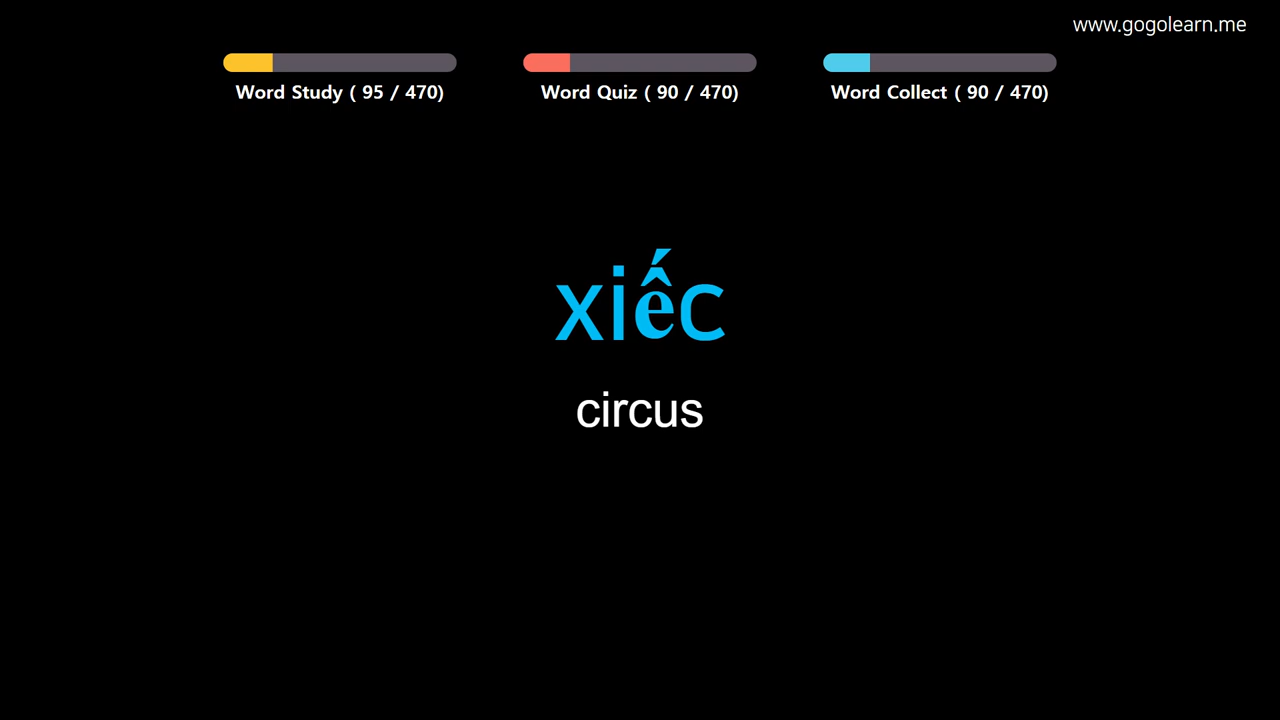 www.gogolearn.me
Word Study ( 95 / 470)
Word Quiz ( 90 / 470)
Word Collect ( 90 / 470)
xiếc
circus